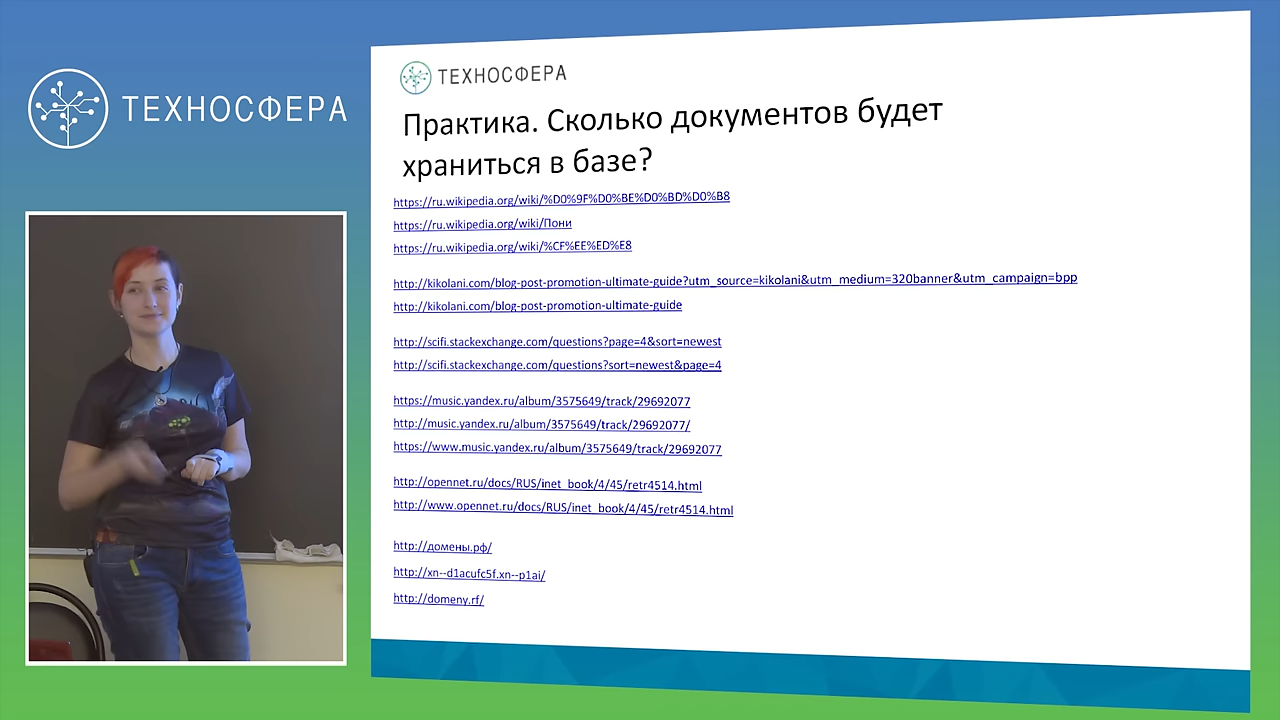 ТЕХНОСФЕРА
ТЕХНОСФЕРА
Практика. Сколько документов будет
храниться в базе?
https://ru.wikipedia.org/wiki/%D0%9F%D0%BE%D0%BD%D0%B8
https://ru.wikipedia.org/wiki/Пони
https://ru.wikipedia.org/wiki/%CF%EE%ED%E8
http://kikolani.com/blog-post-promotion-ultimate-guide?utm_source=kikolani&utm_medium=320banner&utm_campaign=bpp
http://kikolani.com/blog-post-promotion-ultimate-guide
http://scifi.stackexchange.com/questions?page=4&sort=newest
http://scifi.stackexchange.com/questions?sort=newest&page=4
https://music.yandex.ru/album/3575649/track/29692077
http://music.yandex.ru/album/3575649/track/29692077/
https://www.music.yandex.ru/album/3575649/track/29692077
http://opennet.ru/docs/RUS/inet_book/4/45/retr4514.html
http://www.opennet.ru/docs/RUS/inet_book/4/45/retr4514.html
http://домены.рф/
http://xn--d1acufc5f.xn--p1ai/
http://domeny.rf/